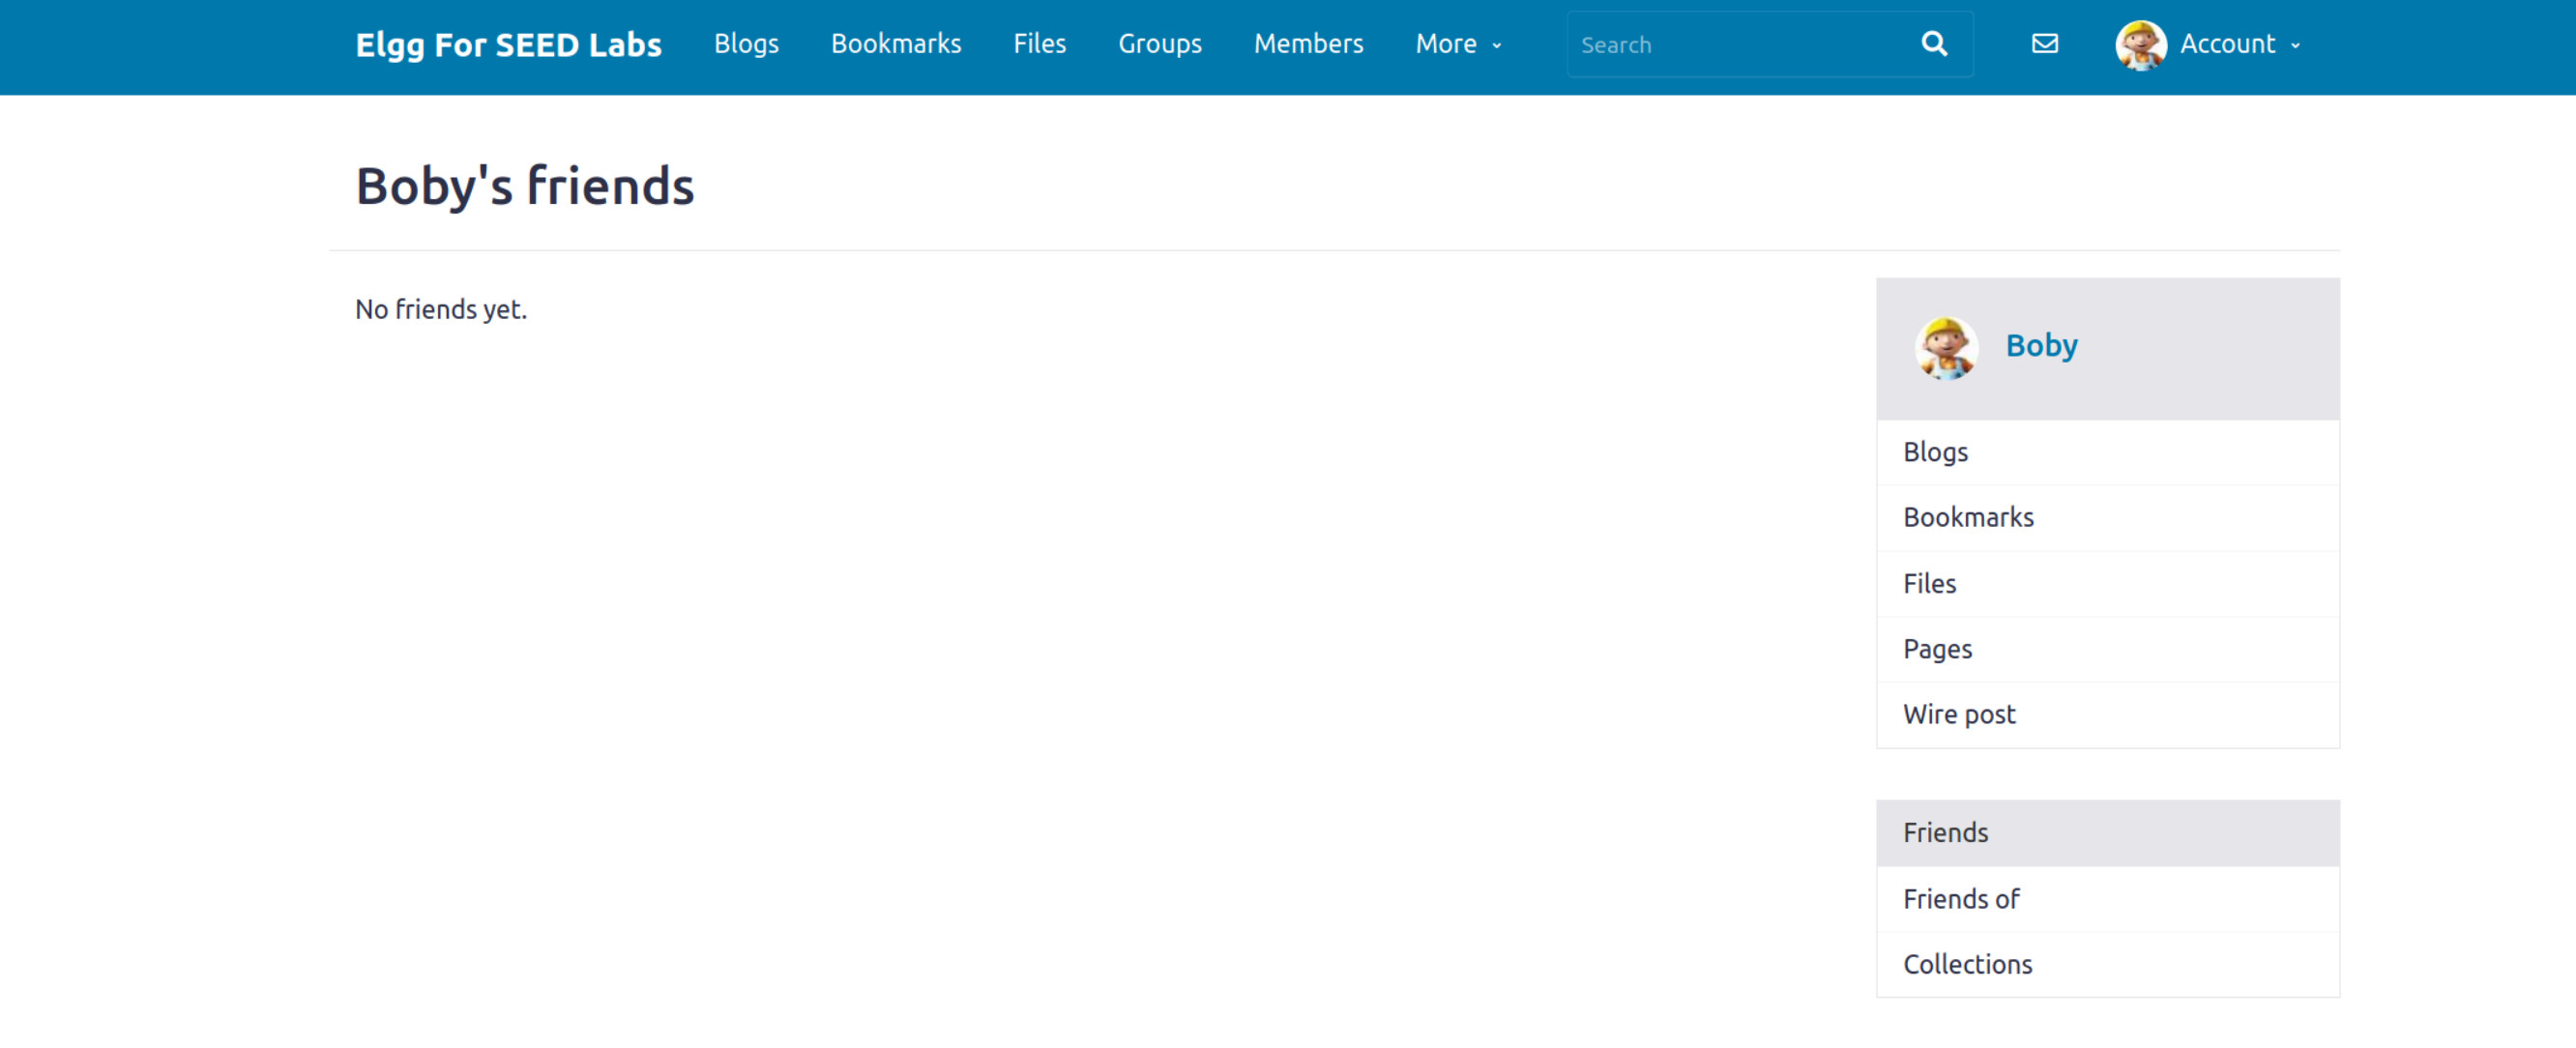 Elgg For SEED Labs Blogs Bookmarks Files Groups Members More Search Account
Boby's friends
No friends yet.
Boby
Blogs
Bookmarks
Files
Pages
Wire post
Friends
Friends of
Collections